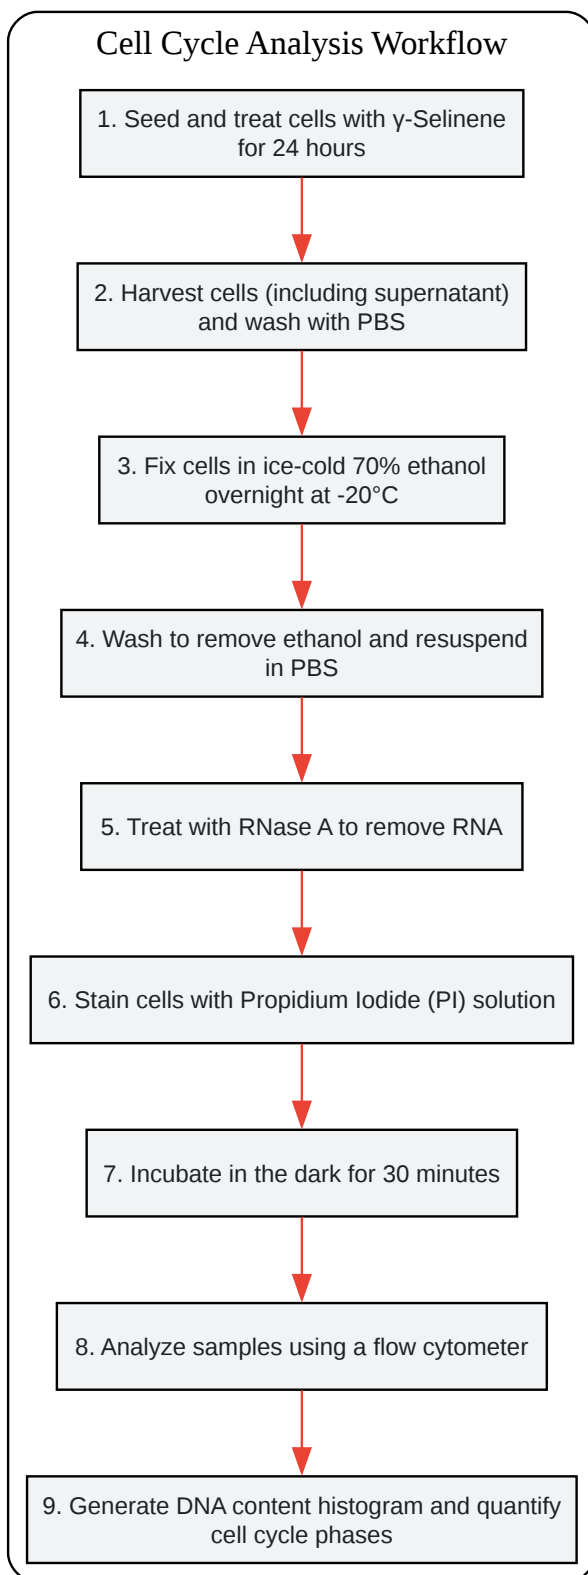 Cell Cycle Analysis Workflow
1. Seed and treat cells with γ-Selinene
for 24 hours
2. Harvest cells (including supernatant)
and wash with PBS
3. Fix cells in ice-cold 70% ethanol
overnight at -20°C
4. Wash to remove ethanol and resuspend
in PBS
5. Treat with RNase A to remove RNA
6. Stain cells with Propidium Iodide (PI) solution
7. Incubate in the dark for 30 minutes
8. Analyze samples using a flow cytometer
9. Generate DNA content histogram and quantify
cell cycle phases